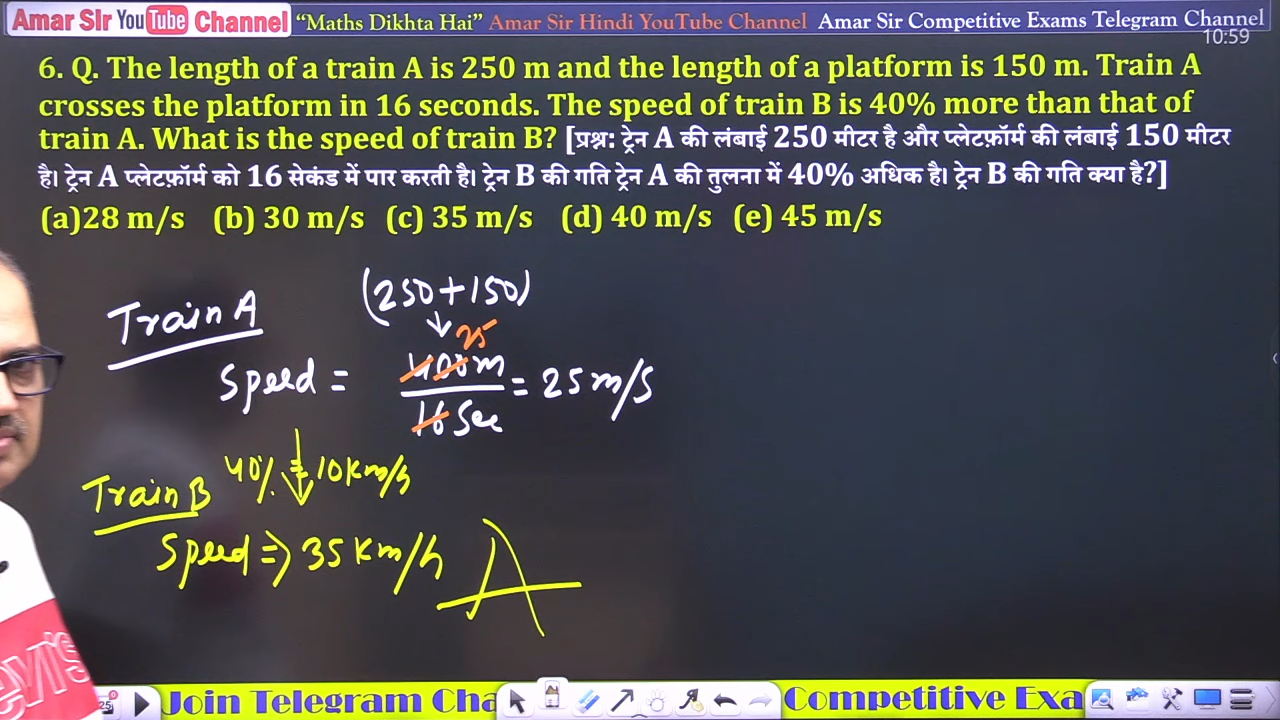 Amar SIr YouTube Channel "Maths Dikhta Hai" Amar Sir Hindi YouTube Channel Amar Sir Competitive Exams Telegram Channel
10:59
6. Q. The length of a train A is 250 m and the length of a platform is 150 m. Train A
crosses the platform in 16 seconds. The speed of train B is 40% more than that of
train A. What is the speed of train B? [प्रश्न: ट्रेन A की लंबाई 250 मीटर है और प्लेटफ़ॉर्म की लंबाई 150 मीटर
है। ट्रेन A प्लेटफ़ॉर्म को 16 सेकंड में पार करती है। ट्रेन B की गति ट्रेन A की तुलना में 40% अधिक है। ट्रेन B की गति क्या है?]
(a)28 m/s (b) 30 m/s (c) 35 m/s (d) 40 m/s (e) 45 m/s
(250+150)
Train A
25
Speed = 400m = 25 m/s
16 Sec
40% 10 km/h
Train B
Speed => 35 km/h
Join Telegram Cha Competitive Exa
25